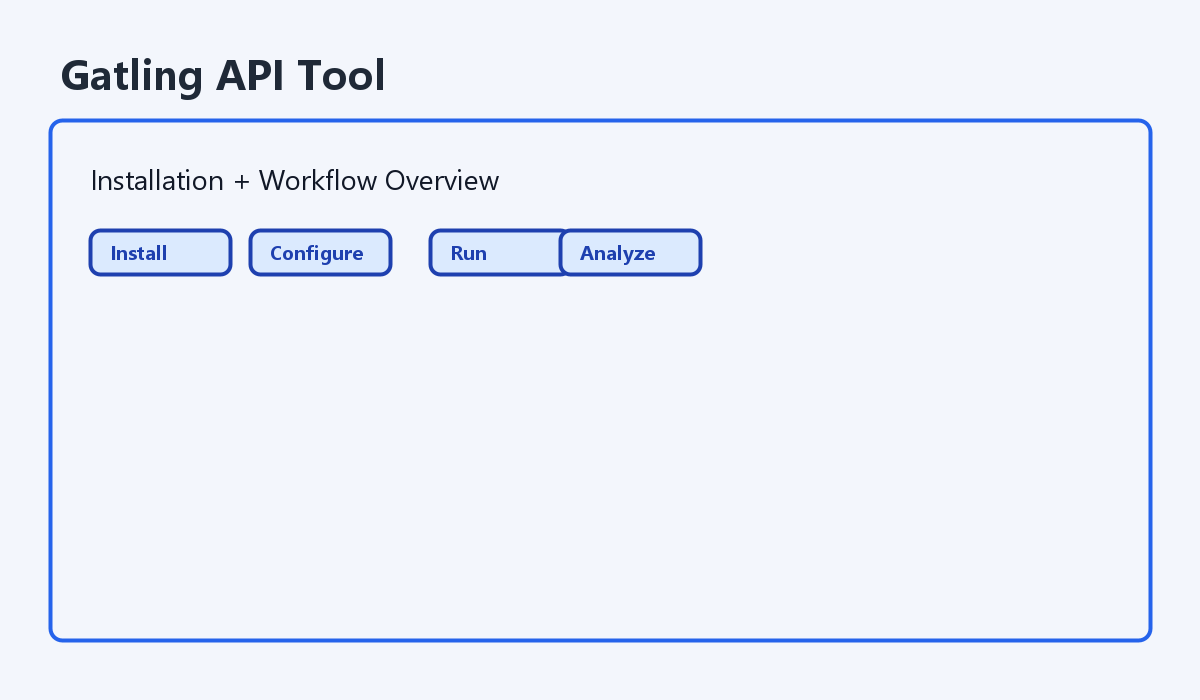 Gatling API Tool
Installation + Workflow Overview
Install Configure Run Analyze